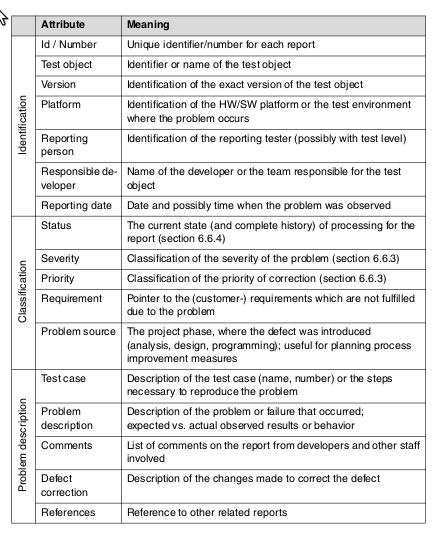 Attribute Meaning
Identification
Id / Number Unique identifier/number for each report
Test object Identifier or name of the test object
Version Identification of the exact version of the test object
Platform Identification of the HW/SW platform or the test environment
where the problem occurs
Reporting Identification of the reporting tester (possibly with test level)
person
Responsible de- Name of the developer or the team responsible for the test
veloper object
Reporting date Date and possibly time when the problem was observed
Classification
Status The current state (and complete history) of processing for the
report (section 6.6.4)
Severity Classification of the severity of the problem (section 6.6.3)
Priority Classification of the priority of correction (section 6.6.3)
Requirement Pointer to the (customer-) requirements which are not fulfilled
due to the problem
Problem source The project phase, where the defect was introduced
(analysis, design, programming); useful for planning process
improvement measures
Problem description
Test case Description of the test case (name, number) or the steps
necessary to reproduce the problem
Problem Description of the problem or failure that occurred;
description expected vs. actual observed results or behavior
Comments List of comments on the report from developers and other staff
involved
Defect Description of the changes made to correct the defect
correction
References Reference to other related reports